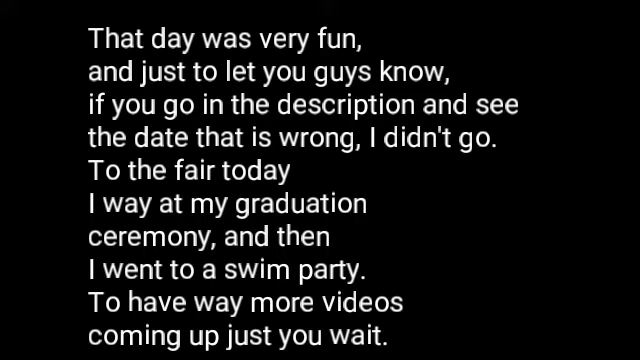 That day was very fun,
and just to let you guys know,
if you go in the description and see
the date that is wrong, I didn't go.
To the fair today
I way at my graduation
ceremony, and then
I went to a swim party.
To have way more videos
coming up just you wait.